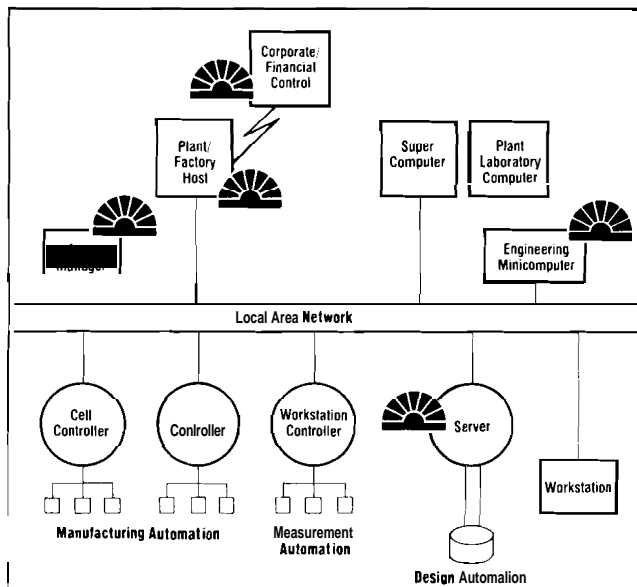 Corporate/
Financial
Control
Plant/
Factory
Host
Super
Computer
Plant
Laboratory
Computer
Engineering
Minicomputer
Local Area Network
Cell
Controller
Conlroller
Workstation
Controller
Server
Workstation
Manufacturing Automation
Measurement
Automation
Design Automalion